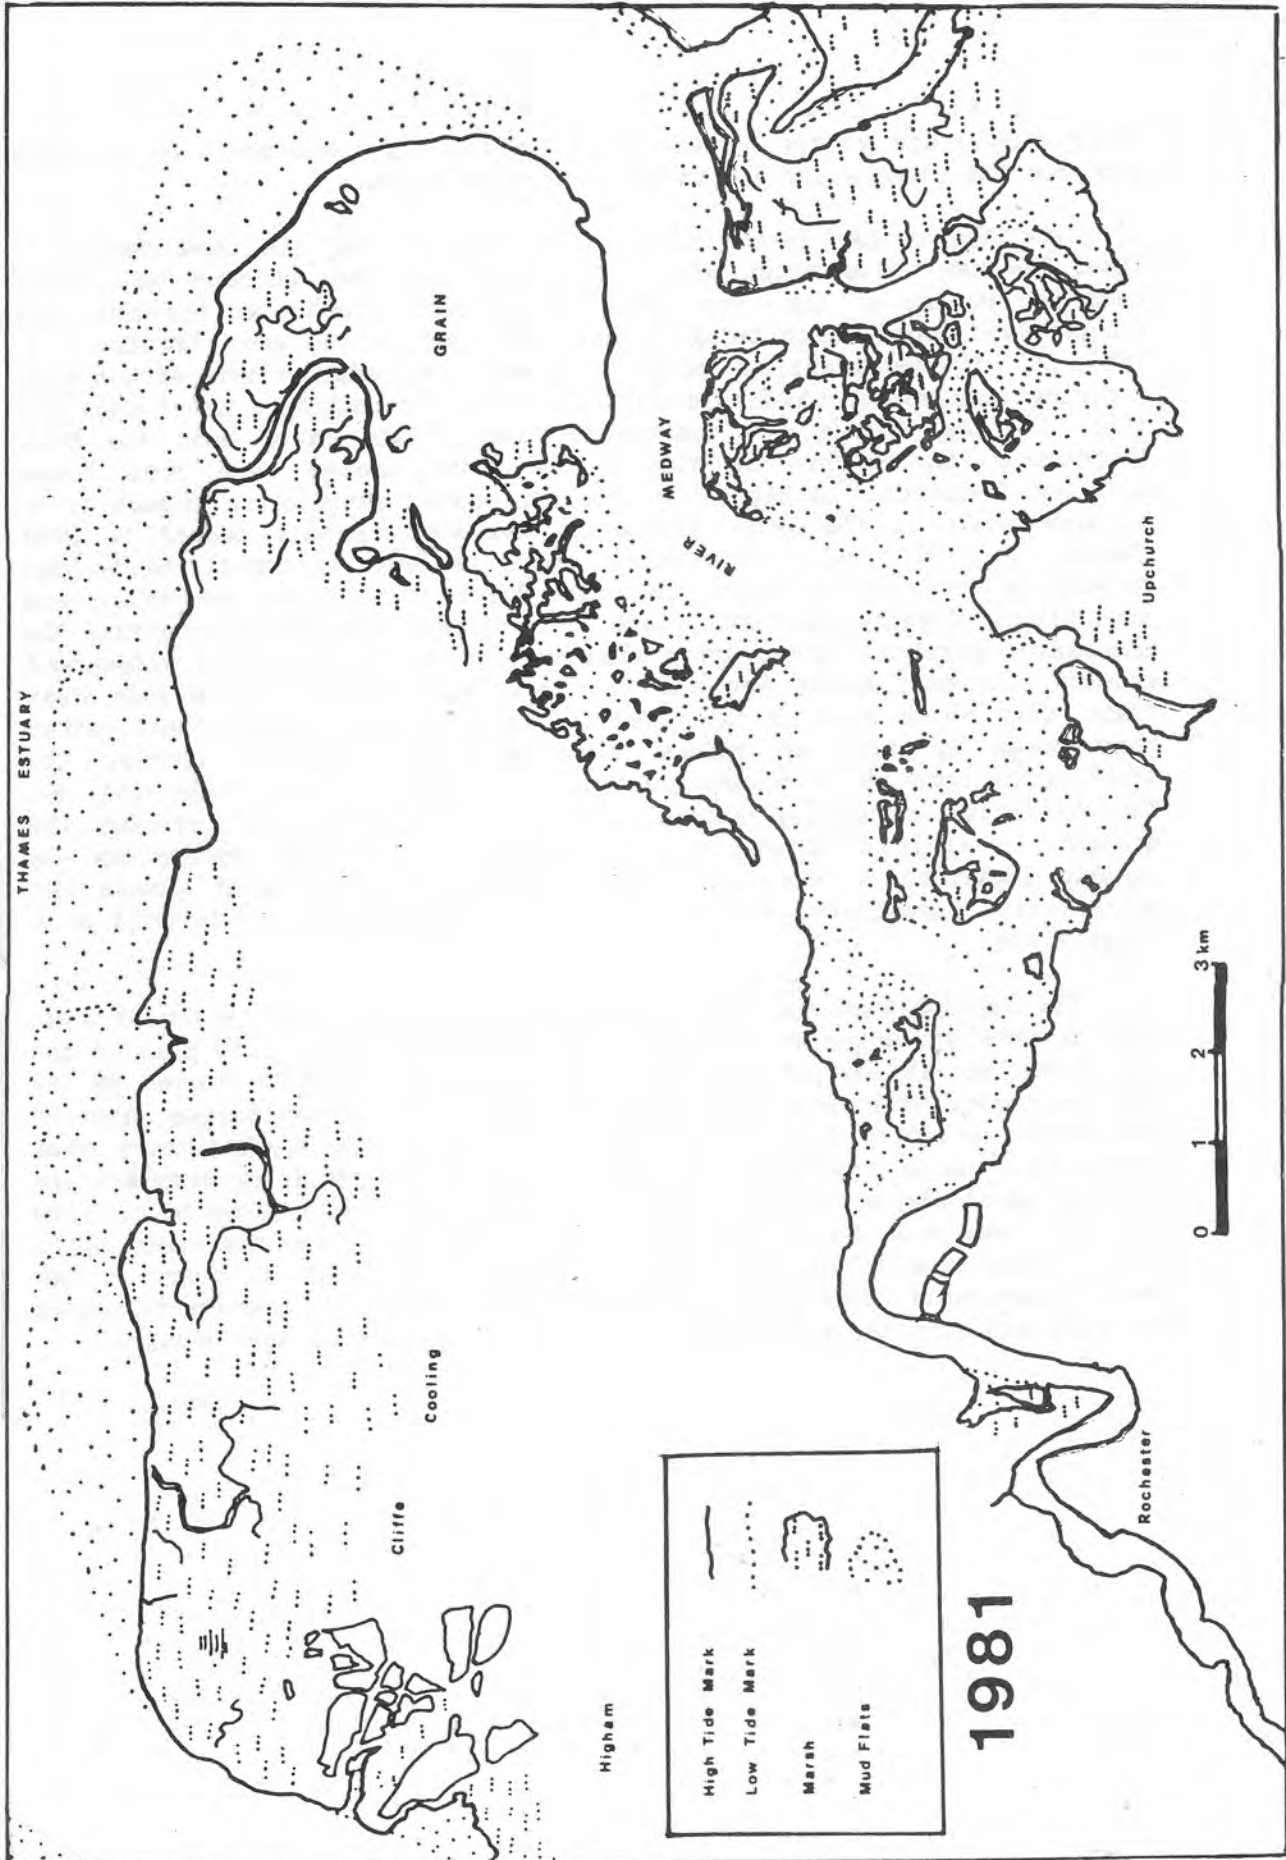 THAMES ESTUARY
GRAIN
RIVER MEDWAY
Cooling
Cliffe
Higham
Upchurch
Rochester
High Tide Mark
Low Tide Mark
Marsh
Mud Flats
1981
0 1 2 3 km